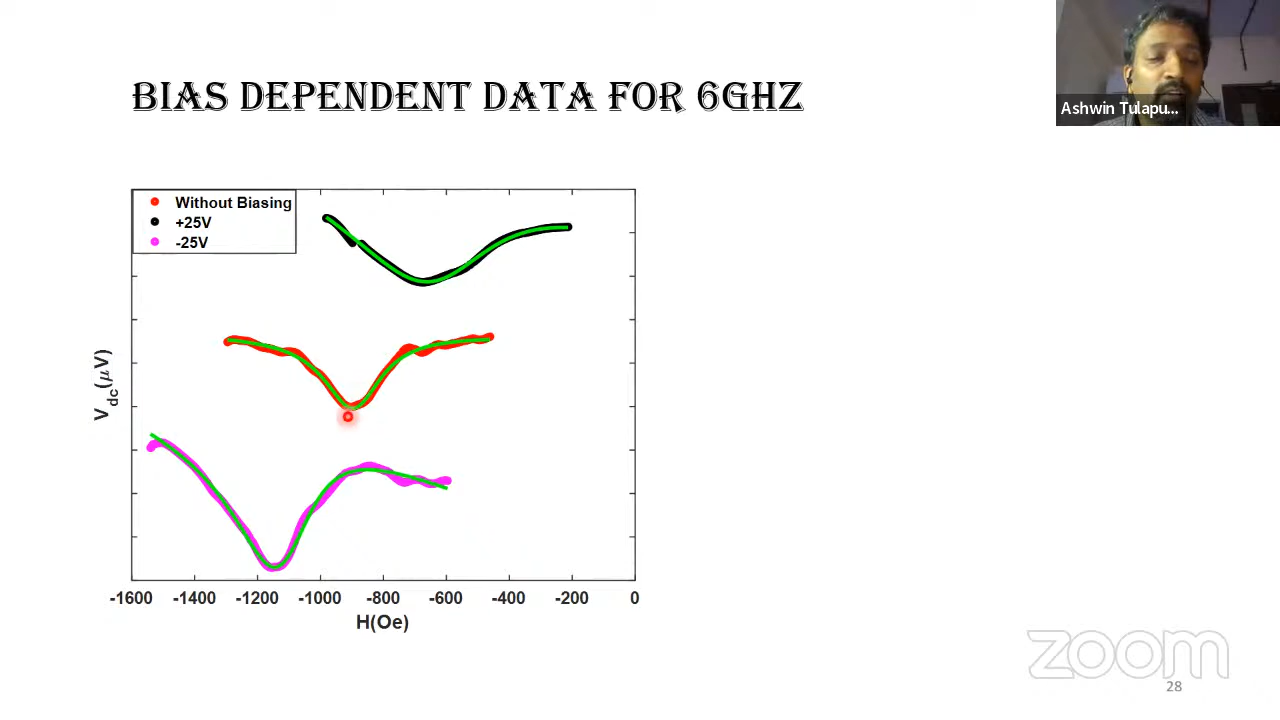 BIAS DEPENDENT DATA FOR 6GHZ
Ashwin Tulapu...
Without Biasing
+25V
-25V
Vdc(μV)
-1600 -1400 -1200 -1000 -800 -600 -400 -200 0
H(Oe)
zoom
28